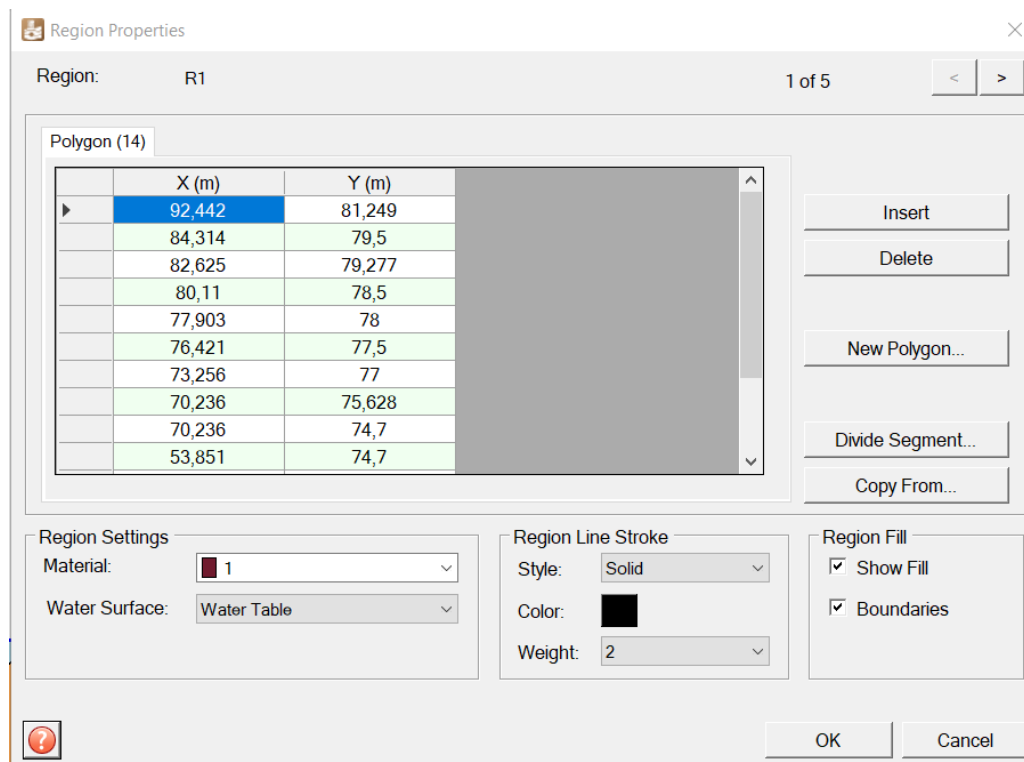 Region Properties
Region: R1 1 of 5 < >
Polygon (14)
X (m) Y (m)
92,442 81,249
84,314 79,5
82,625 79,277
80,11 78,5
77,903 78
76,421 77,5
73,256 77
70,236 75,628
70,236 74,7
53,851 74,7
Insert
Delete
New Polygon...
Divide Segment...
Copy From...
Region Settings
Material: 1
Water Surface: Water Table
Region Line Stroke
Style: Solid
Color:
Weight: 2
Region Fill
Show Fill
Boundaries
?
OK Cancel